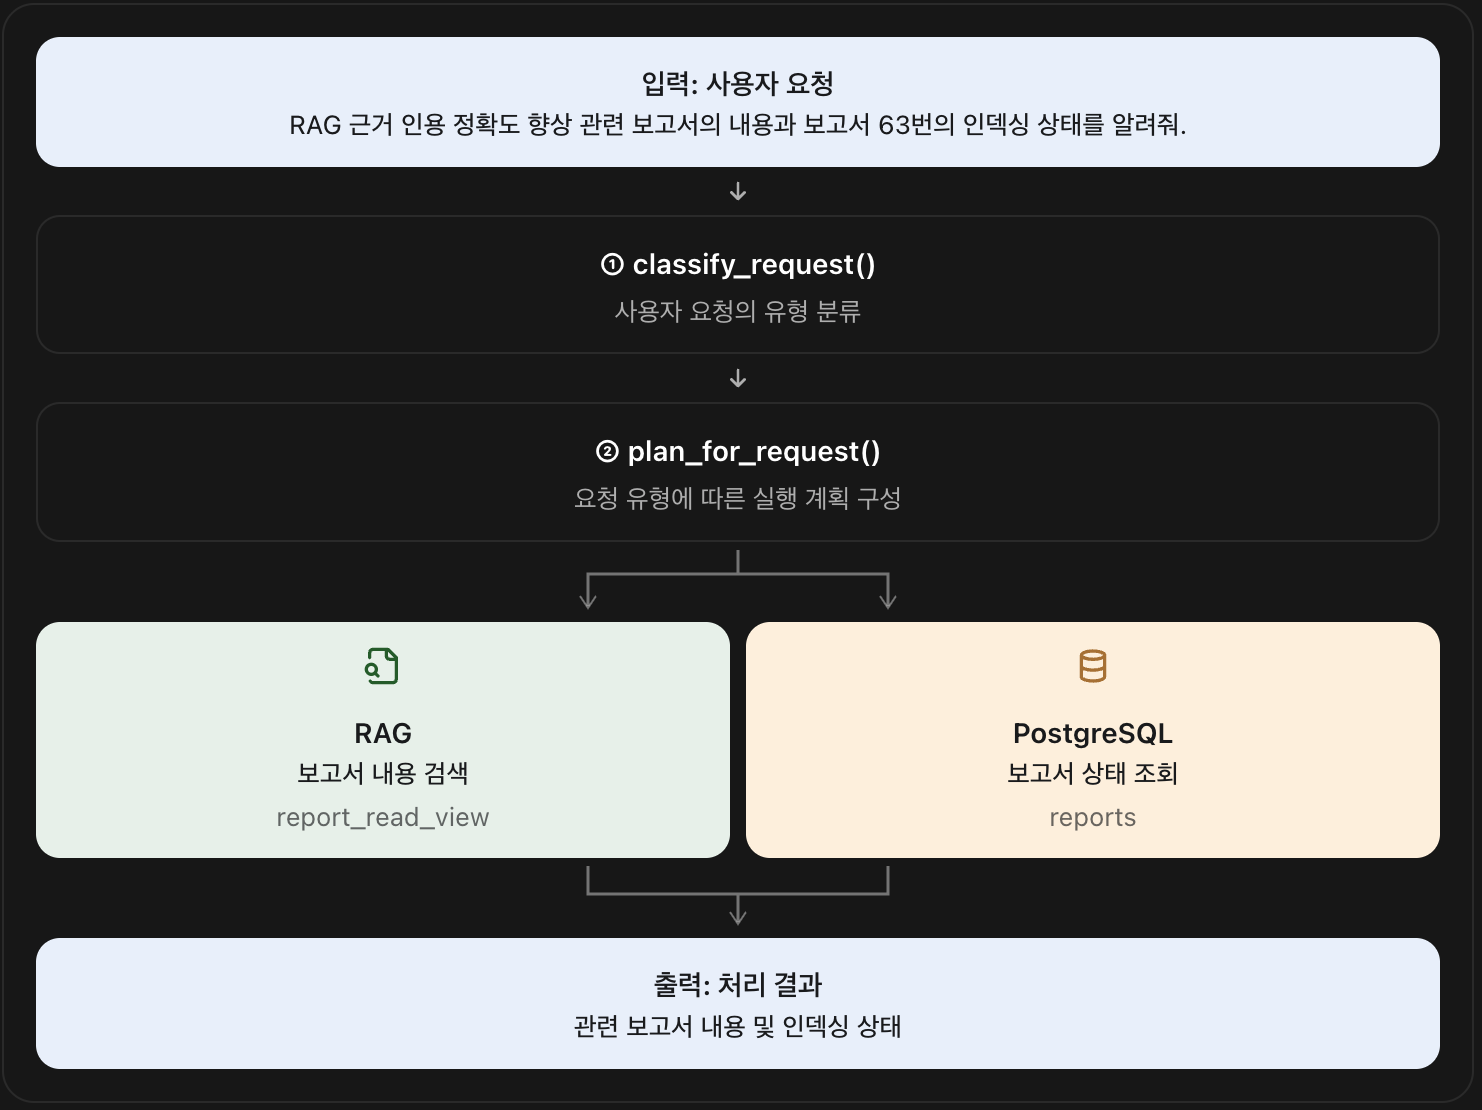 입력: 사용자 요청
RAG 근거 인용 정확도 향상 관련 보고서의 내용과 보고서 63번의 인덱싱 상태를 알려줘.
① classify_request()
사용자 요청의 유형 분류
② plan_for_request()
요청 유형에 따른 실행 계획 구성
RAG
보고서 내용 검색
report_read_view
PostgreSQL
보고서 상태 조회
reports
출력: 처리 결과
관련 보고서 내용 및 인덱싱 상태